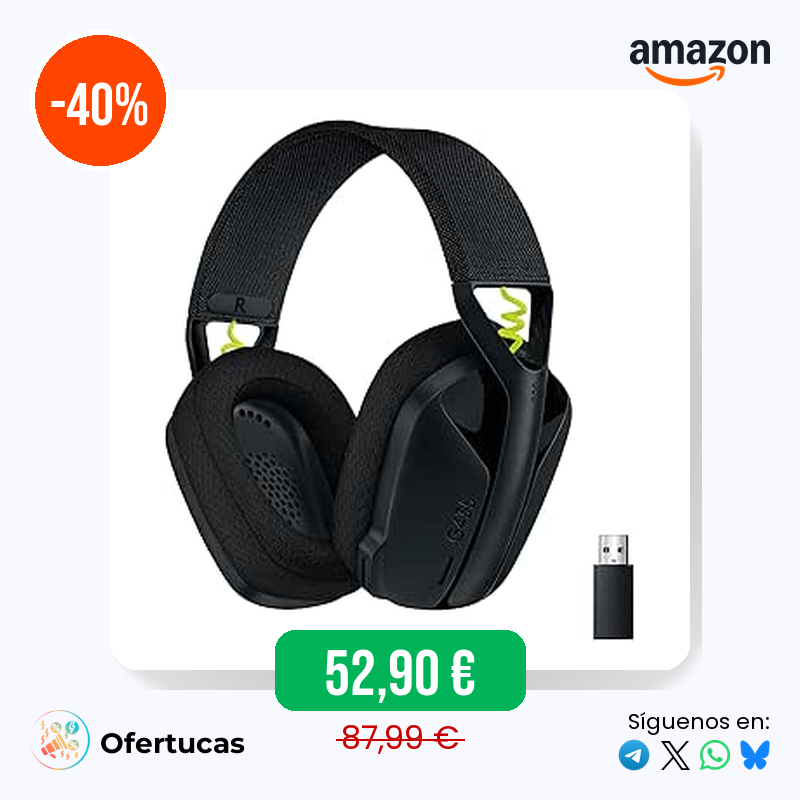 -40%
amazon
R
G435
52,90 €
87,99 €
Ofertucas
Síguenos en: